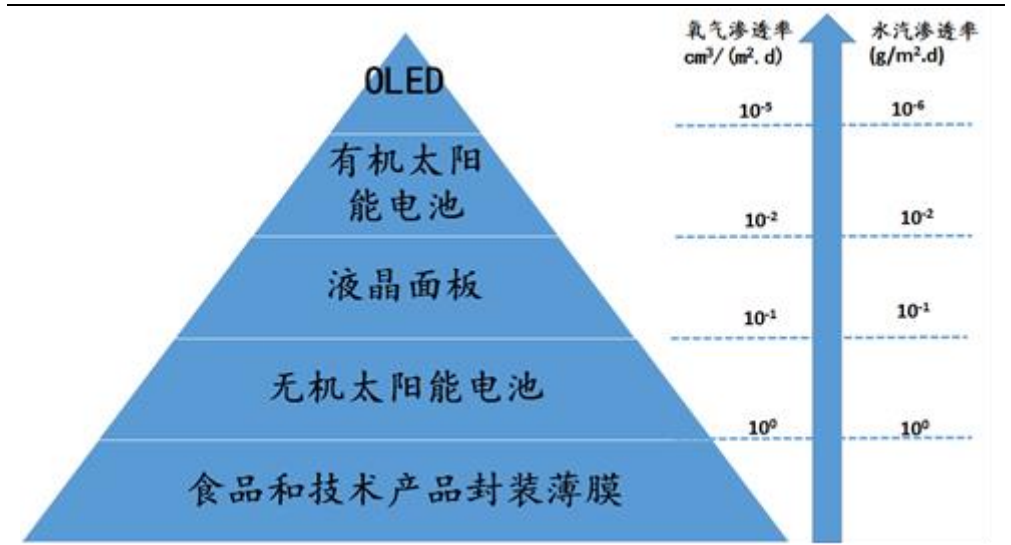 OLED
有机太阳
能电池
液晶面板
无机太阳能电池
食品和技术产品封装薄膜
氧气渗透率
cm³/ (m². d)
水汽渗透率
(g/m².d)
10⁻⁵ 10⁻⁶
10⁻² 10⁻²
10⁻¹ 10⁻¹
10⁰ 10⁰